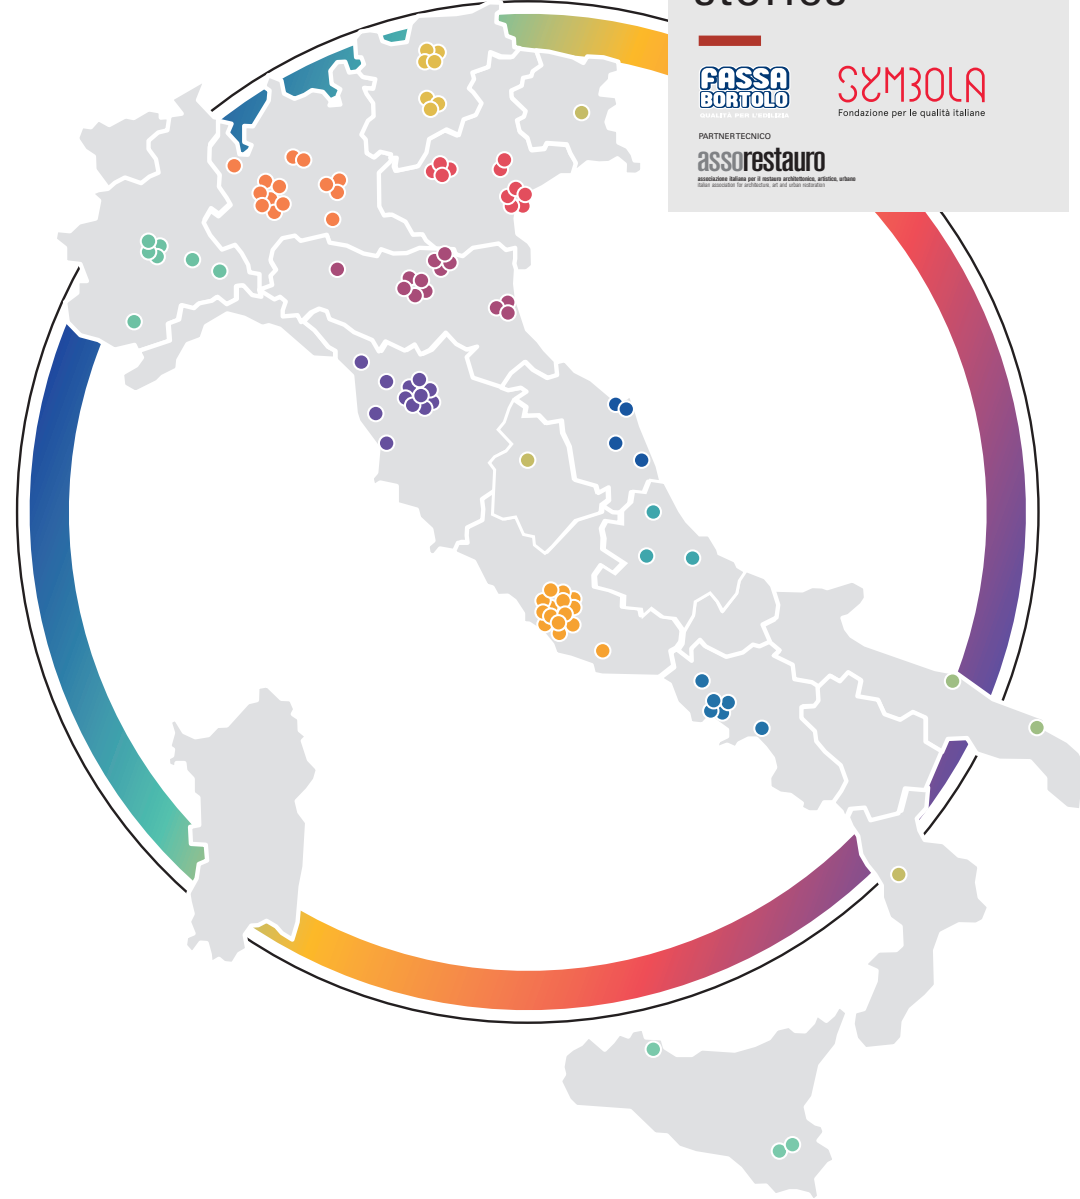 FASSA
BORTOLO
QUALITÀ PER L'EDILIZIA
SYMBOLA
Fondazione per le qualità italiane
PARTNER TECNICO
assorestauro
associazione italiana per il restauro architettonico, artistico, urbano
italian association for architecture, art and urban restoration